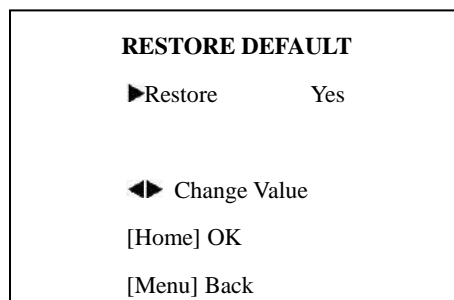 RESTORE DEFAULT
▶Restore Yes
◀▶ Change Value
[Home] OK
[Menu] Back